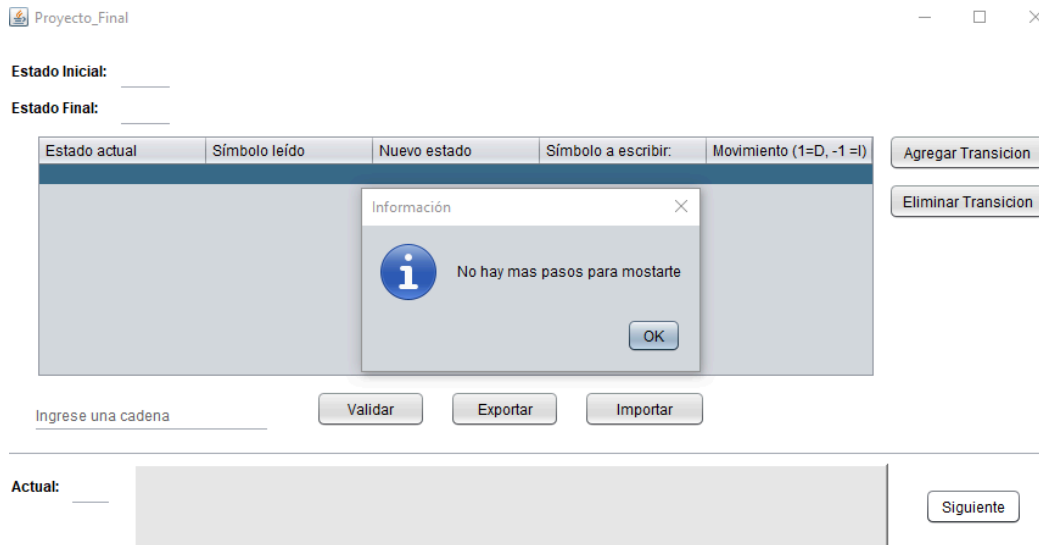 Proyecto_Final
Estado Inicial:
Estado Final:
Estado actual Símbolo leído Nuevo estado Símbolo a escribir: Movimiento (1=D, -1 =I)
Agregar Transicion
Eliminar Transicion
Información
No hay mas pasos para mostarte
OK
Ingrese una cadena
Validar Exportar Importar
Actual:
Siguiente